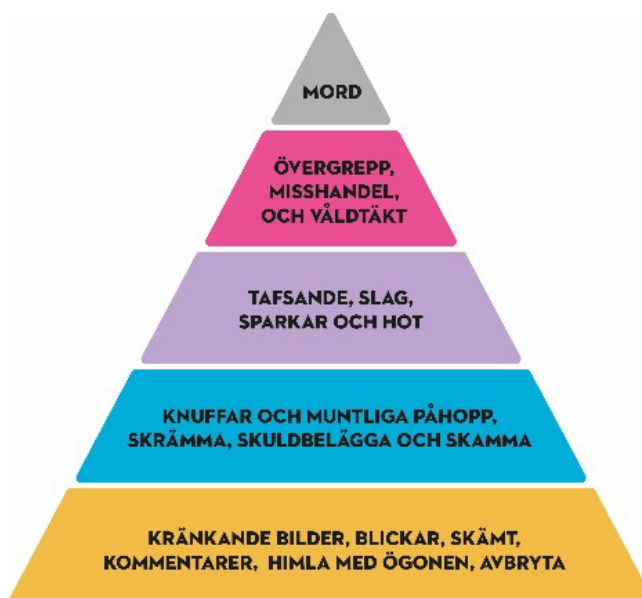 MORD
ÖVERGREPP,
MISSHANDEL,
OCH VÅLDTÄKT
TAFSANDE, SLAG,
SPARKAR OCH HOT
KNUFFAR OCH MUNTLIGA PÅHOPP,
SKRÄMMA, SKULDBELÄGGA OCH SKAMMA
KRÄNKANDE BILDER, BLICKAR, SKÄMT,
KOMMENTARER, HIMLA MED ÖGONEN, AVBRYTA